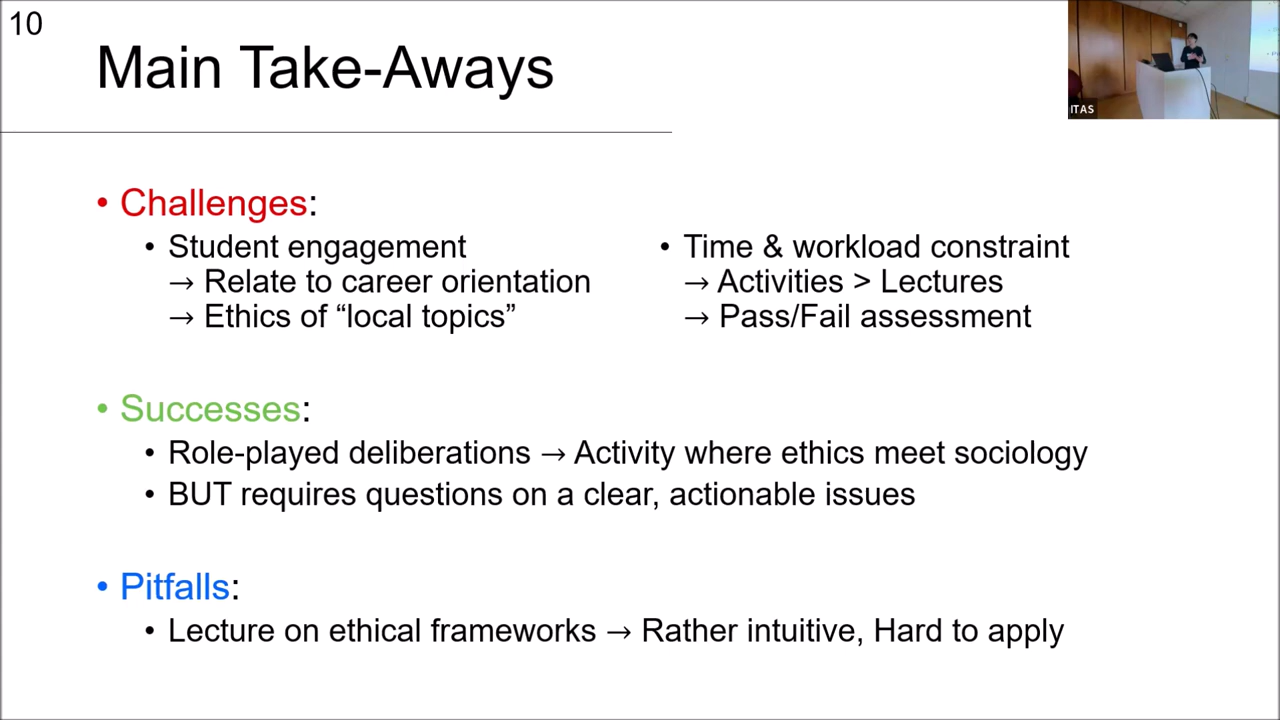 10
Main Take-Aways
• Challenges:
• Student engagement
→ Relate to career orientation
→ Ethics of “local topics”
• Time & workload constraint
→ Activities > Lectures
→ Pass/Fail assessment
• Successes:
• Role-played deliberations → Activity where ethics meet sociology
• BUT requires questions on a clear, actionable issues
• Pitfalls:
• Lecture on ethical frameworks → Rather intuitive, Hard to apply
ITAS